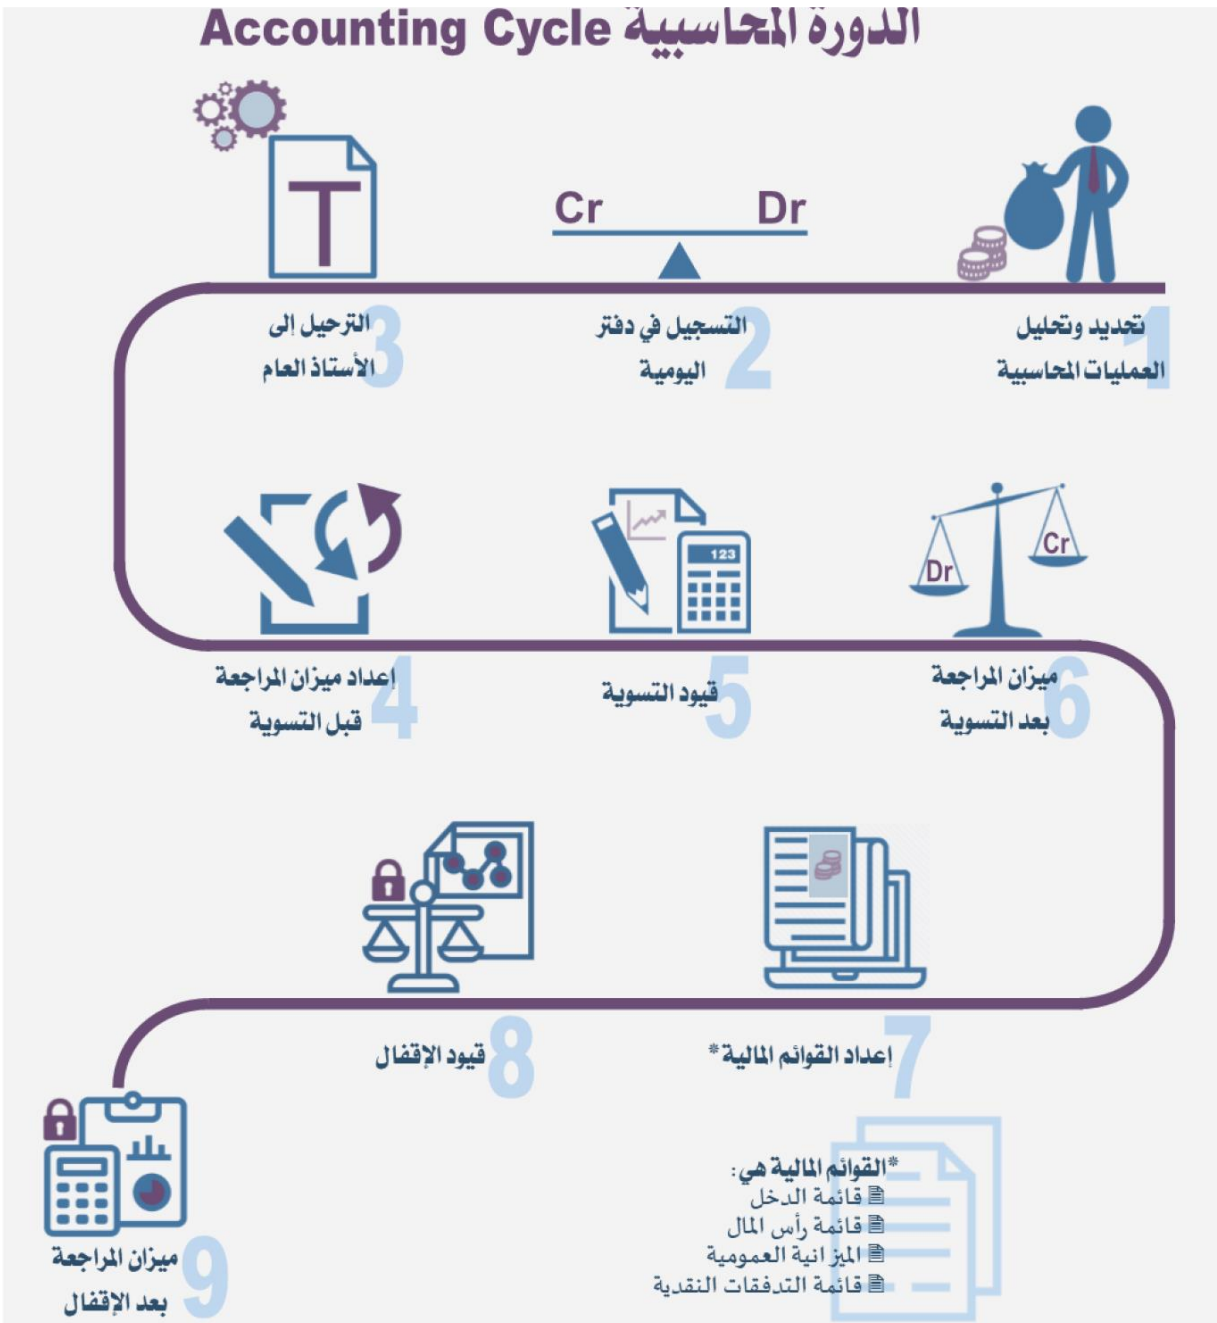 الدورة المحاسبية Accounting Cycle
Dr
Cr
T
1
تحديد وتحليل
العمليات المحاسبية
2
التسجيل في دفتر
اليومية
3
الترحيل إلى
الأستاذ العام
4
إعداد ميزان المراجعة
قبل التسوية
123
5
قيود التسوية
Cr
Dr
6
ميزان المراجعة
بعد التسوية
7
إعداد القوائم المالية*
8
قيود الإقفال
*القوائم المالية هي:
قائمة الدخل
قائمة رأس المال
الميزانية العمومية
قائمة التدفقات النقدية
9
ميزان المراجعة
بعد الإقفال